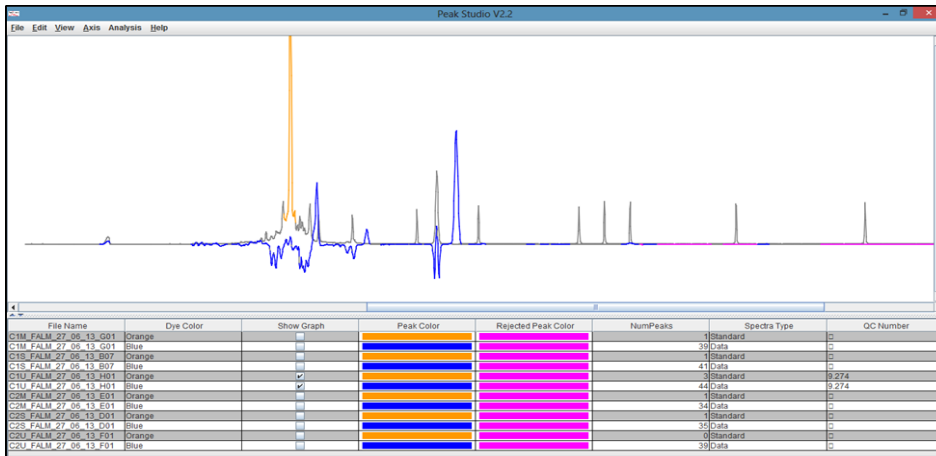 Peak Studio V2.2
File Edit View Axis Analysis Help
File Name Dye Color Show Graph Peak Color Rejected Peak Color NumPeaks Spectra Type QC Number
C1M_FALM_27_06_13_G01 Orange 1 Standard
C1M_FALM_27_06_13_G01 Blue 39 Data
C1S_FALM_27_06_13_B07 Orange 1 Standard
C1S_FALM_27_06_13_B07 Blue 41 Data
C1U_FALM_27_06_13_H01 Orange 3 Standard 9.274
C1U_FALM_27_06_13_H01 Blue 44 Data 9.274
C2M_FALM_27_06_13_E01 Orange 1 Standard
C2M_FALM_27_06_13_E01 Blue 34 Data
C2S_FALM_27_06_13_D01 Orange 1 Standard
C2S_FALM_27_06_13_D01 Blue 35 Data
C2U_FALM_27_06_13_F01 Orange 0 Standard
C2U_FALM_27_06_13_F01 Blue 39 Data